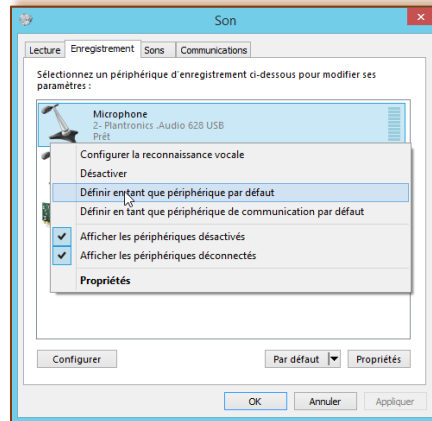 Son
Lecture Enregistrement Sons Communications
Sélectionnez un périphérique d'enregistrement ci-dessous pour modifier ses
paramètres :
Microphone
2- Plantronics .Audio 628 USB
Prêt
Configurer la reconnaissance vocale
Désactiver
Définir en tant que périphérique par défaut
Définir en tant que périphérique de communication par défaut
Afficher les périphériques désactivés
Afficher les périphériques déconnectés
Propriétés
Configurer Par défaut Propriétés
OK Annuler Appliquer